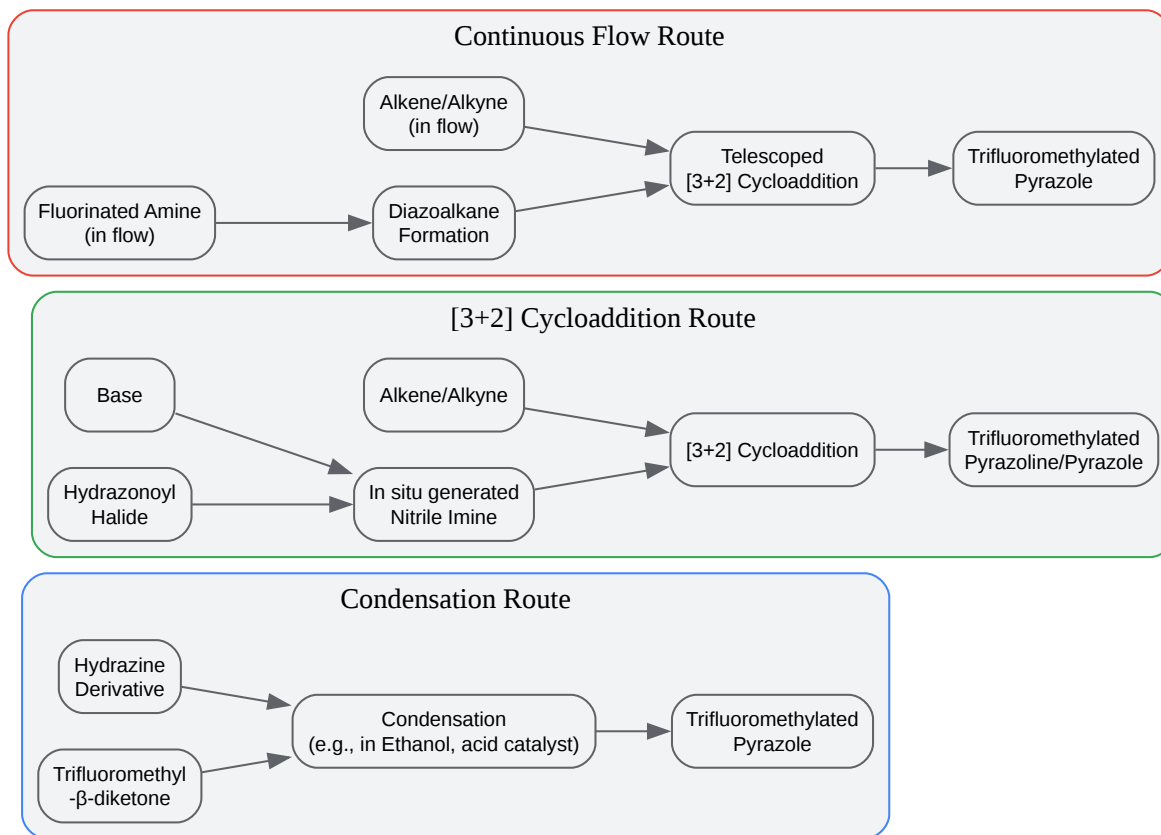 Continuous Flow Route
Alkene/Alkyne
(in flow)
Fluorinated Amine
(in flow)
Diazoalkane
Formation
Telescoped
[3+2] Cycloaddition
Trifluoromethylated
Pyrazole
[3+2] Cycloaddition Route
Base
Hydrazonoyl
Halide
Alkene/Alkyne
In situ generated
Nitrile Imine
[3+2] Cycloaddition
Trifluoromethylated
Pyrazoline/Pyrazole
Condensation Route
Hydrazine
Derivative
Trifluoromethyl
-β-diketone
Condensation
(e.g., in Ethanol, acid catalyst)
Trifluoromethylated
Pyrazole